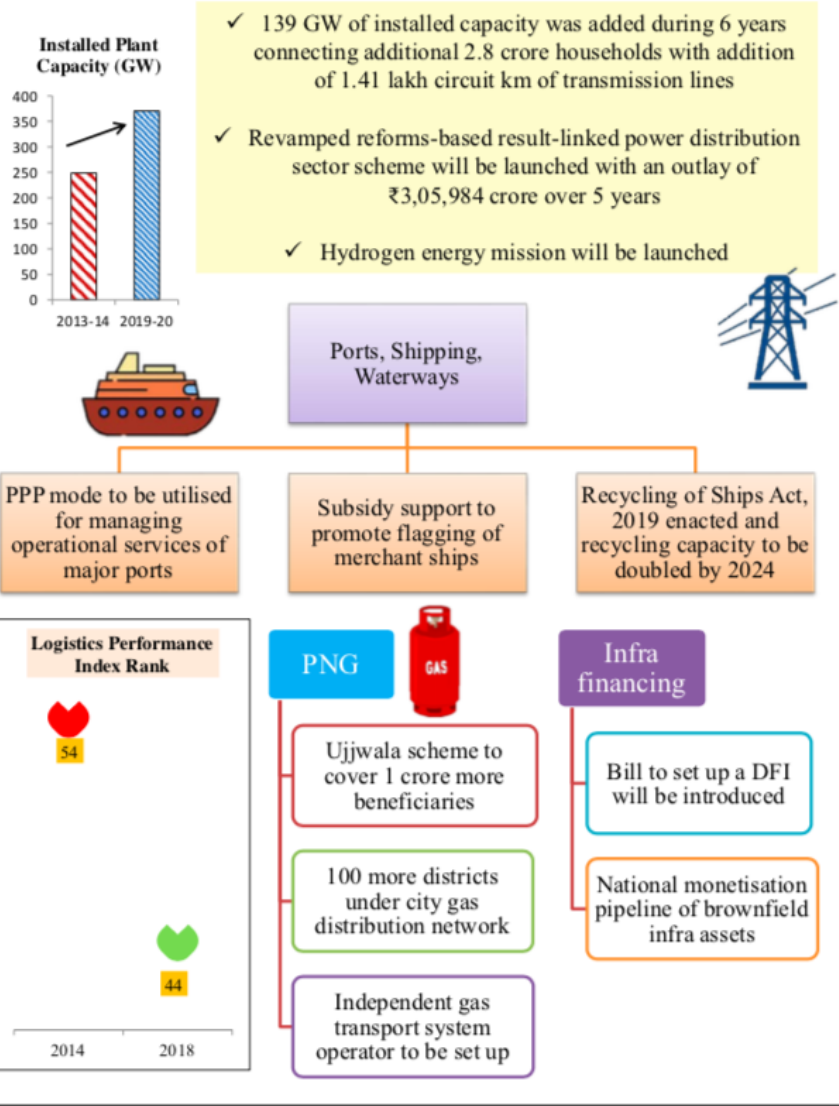 Installed Plant
Capacity (GW)
400
350
300
250
200
150
100
50
0
2013-14 2019-20
✓ 139 GW of installed capacity was added during 6 years
connecting additional 2.8 crore households with addition
of 1.41 lakh circuit km of transmission lines
✓ Revamped reforms-based result-linked power distribution
sector scheme will be launched with an outlay of
₹3,05,984 crore over 5 years
✓ Hydrogen energy mission will be launched
Ports, Shipping,
Waterways
PPP mode to be utilised
for managing
operational services of
major ports
Subsidy support to
promote flagging of
merchant ships
Recycling of Ships Act,
2019 enacted and
recycling capacity to be
doubled by 2024
Logistics Performance
Index Rank
54
44
2014 2018
PNG
GAS
Ujjwala scheme to
cover 1 crore more
beneficiaries
100 more districts
under city gas
distribution network
Independent gas
transport system
operator to be set up
Infra
financing
Bill to set up a DFI
will be introduced
National monetisation
pipeline of brownfield
infra assets